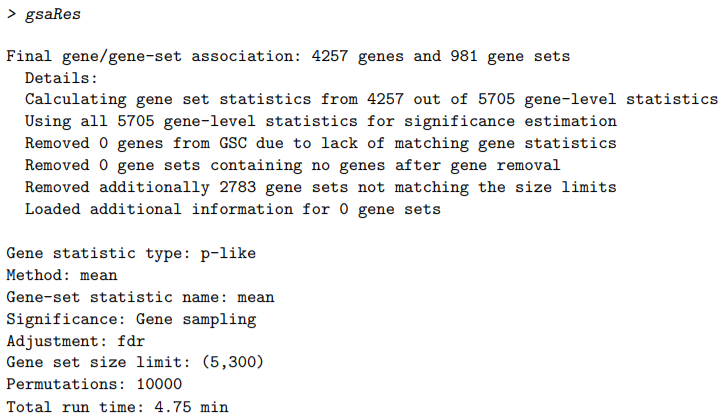 > gsaRes
Final gene/gene-set association: 4257 genes and 981 gene sets
Details:
Calculating gene set statistics from 4257 out of 5705 gene-level statistics
Using all 5705 gene-level statistics for significance estimation
Removed 0 genes from GSC due to lack of matching gene statistics
Removed 0 gene sets containing no genes after gene removal
Removed additionally 2783 gene sets not matching the size limits
Loaded additional information for 0 gene sets
Gene statistic type: p-like
Method: mean
Gene-set statistic name: mean
Significance: Gene sampling
Adjustment: fdr
Gene set size limit: (5,300)
Permutations: 10000
Total run time: 4.75 min